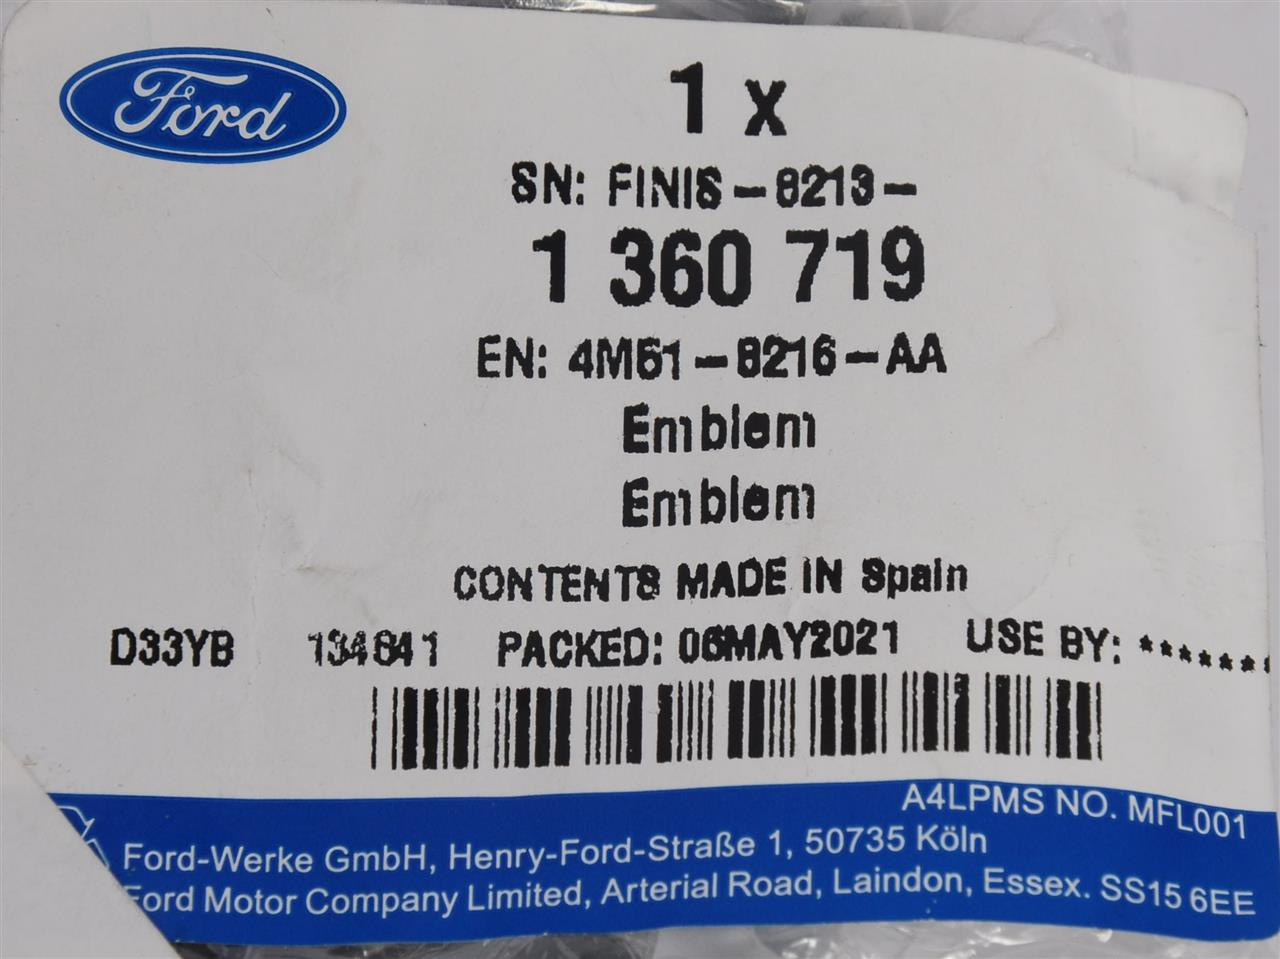 Ford
1 x
SN: FINIS-8213-
1 360 719
EN: 4M51-8216-AA
Emblem
Emblem
CONTENTS MADE IN Spain
D33YB 134641 PACKED: 06MAY2021 USE BY: *******
A4LPMS NO. MFL001
Ford-Werke GmbH, Henry-Ford-Straße 1, 50735 Köln
Ford Motor Company Limited, Arterial Road, Laindon, Essex. SS15 6EE